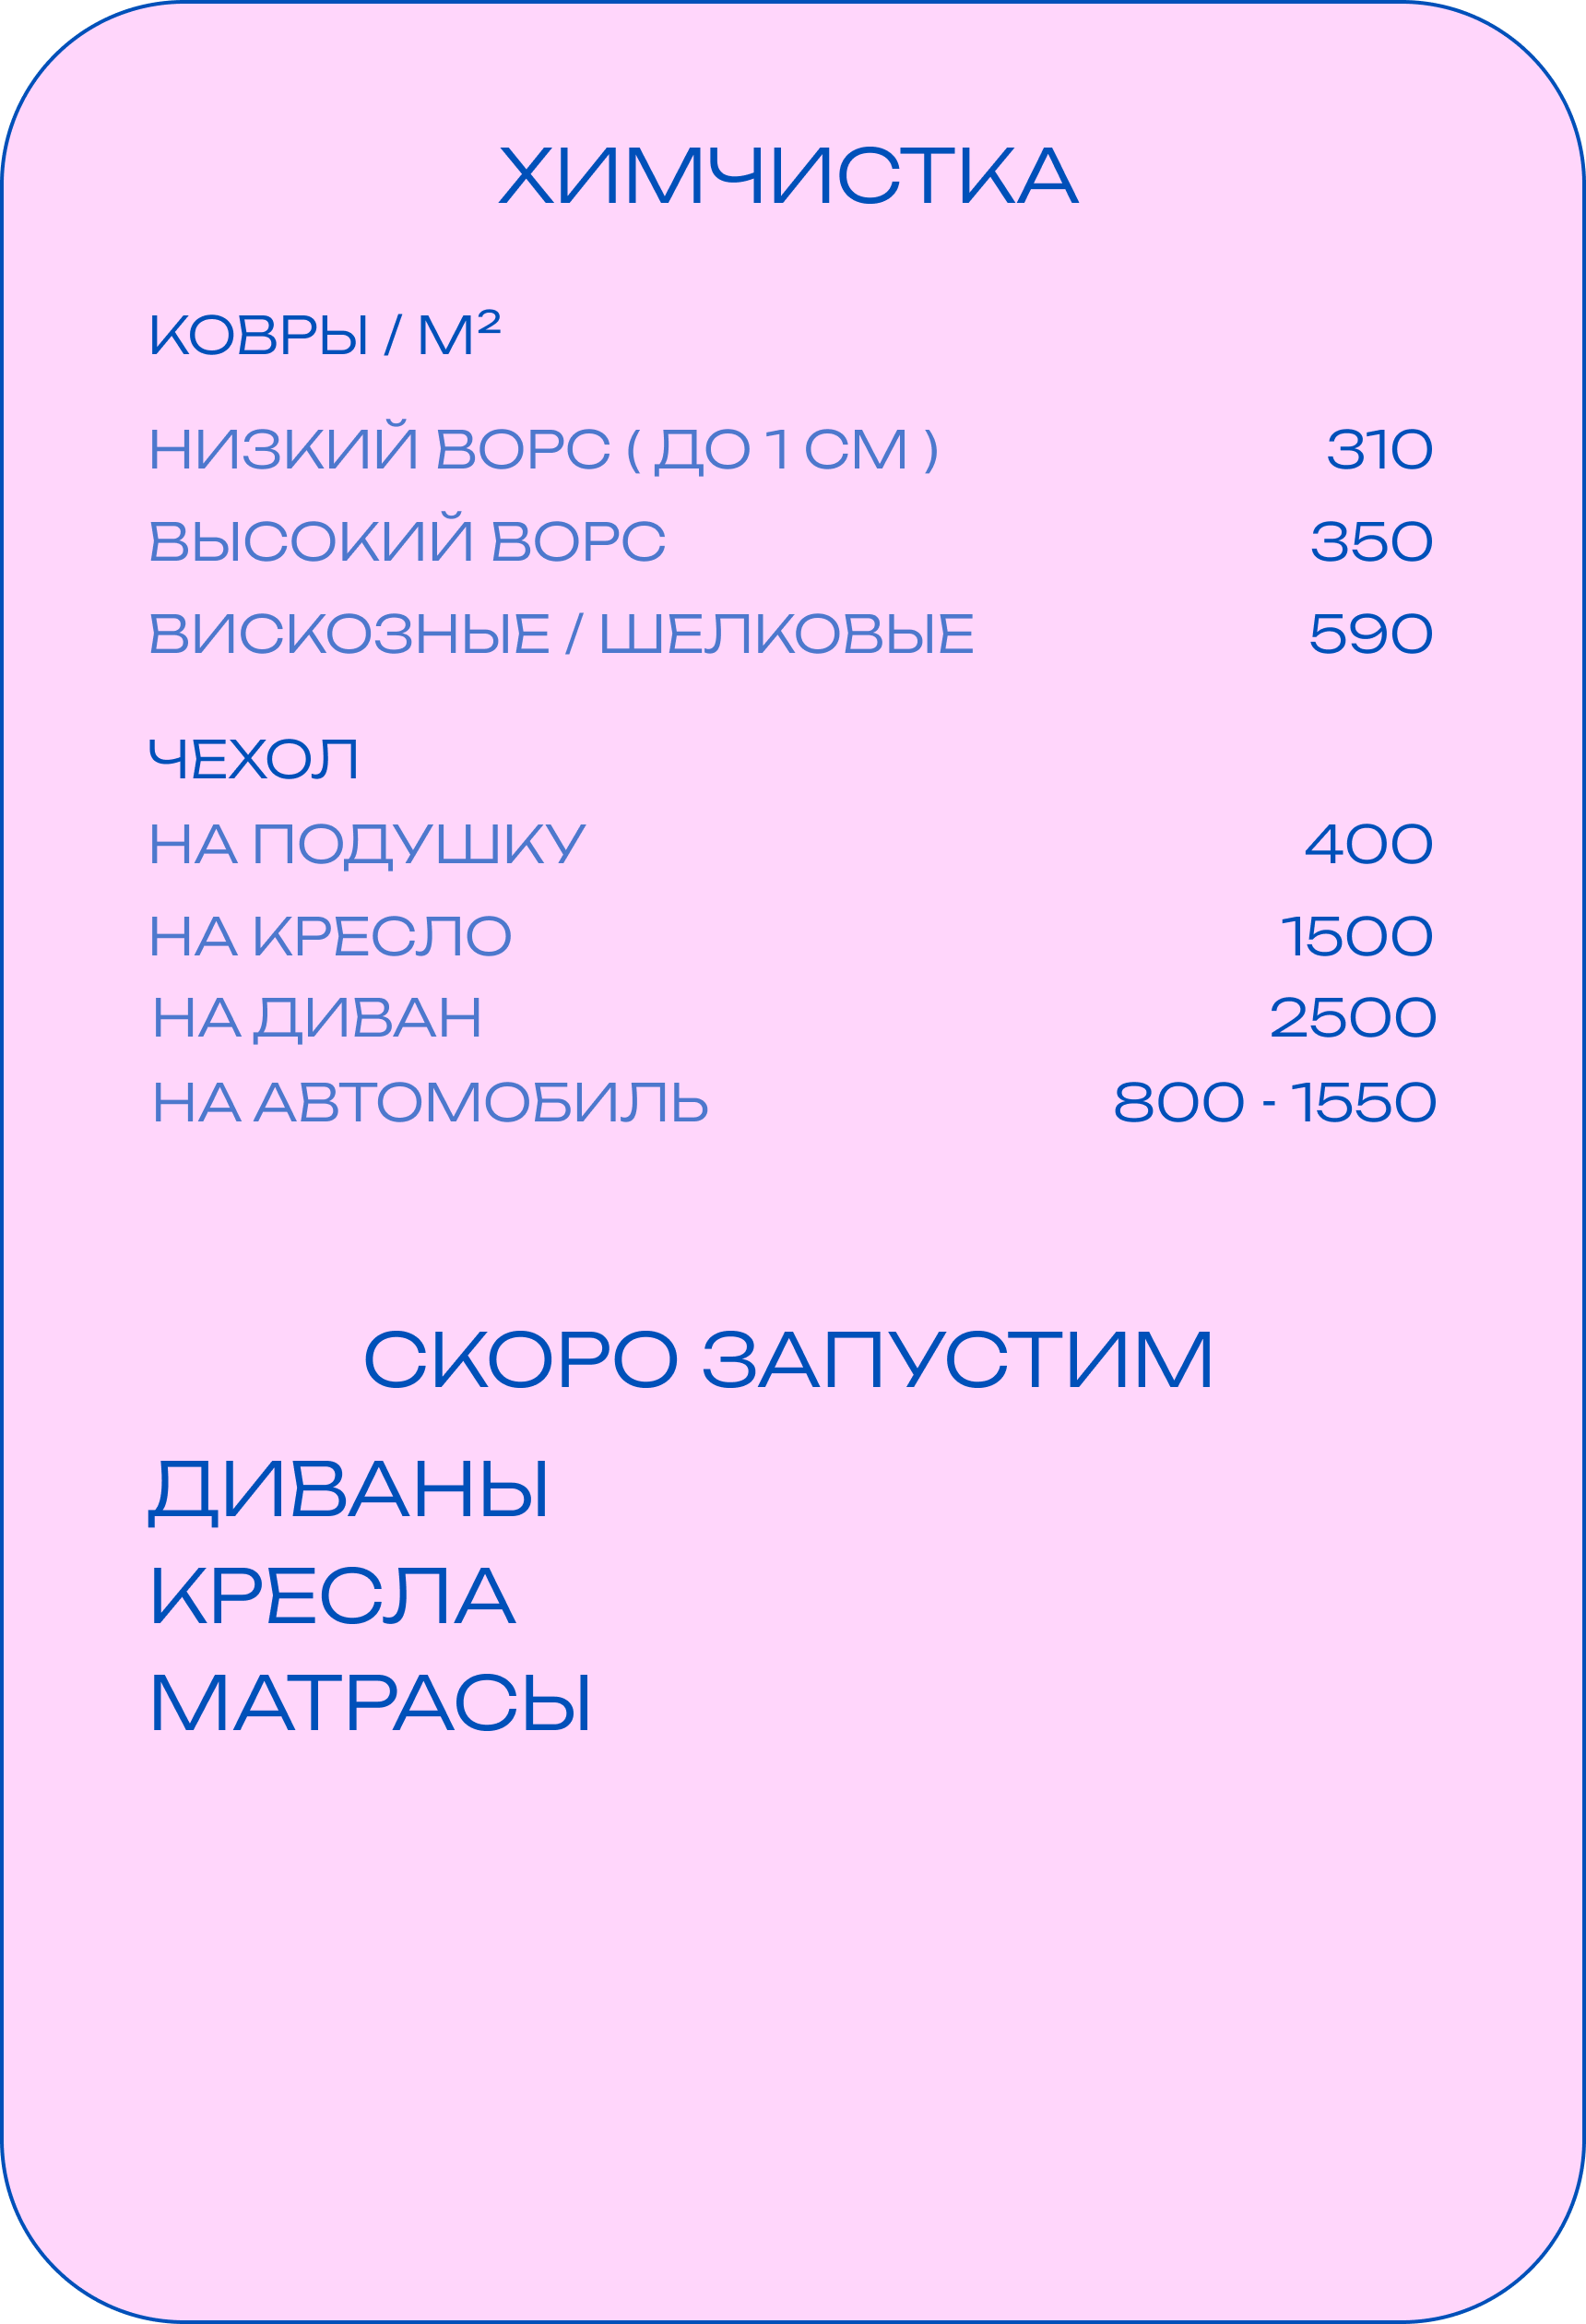 ХИМЧИСТКА
КОВРЫ / М²
НИЗКИЙ ВОРС ( ДО 1 СМ ) 310
ВЫСОКИЙ ВОРС 350
ВИСКОЗНЫЕ / ШЕЛКОВЫЕ 590
ЧЕХОЛ
НА ПОДУШКУ 400
НА КРЕСЛО 1500
НА ДИВАН 2500
НА АВТОМОБИЛЬ 800 - 1550
СКОРО ЗАПУСТИМ
ДИВАНЫ
КРЕСЛА
МАТРАСЫ